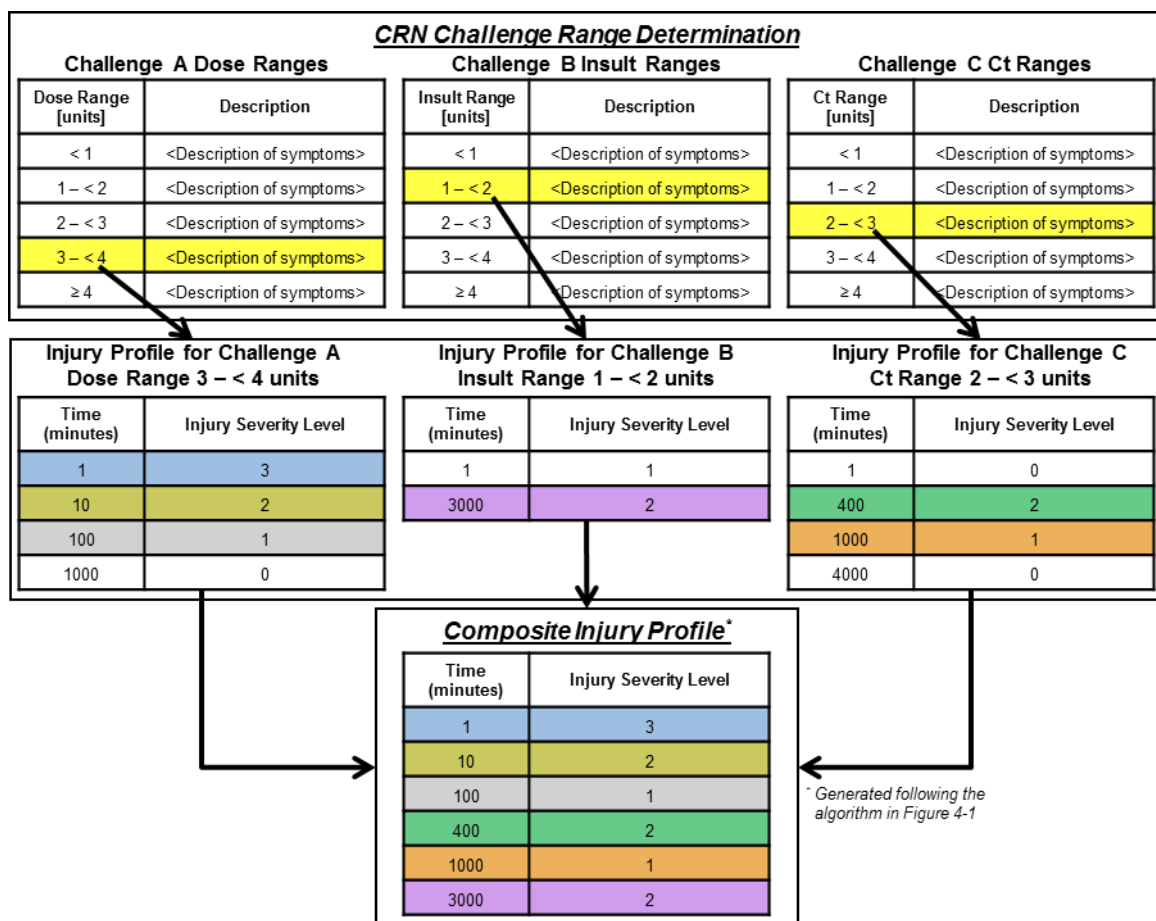 CRN Challenge Range Determination
Challenge A Dose Ranges
Dose Range [units] Description
< 1 <Description of symptoms>
1 – < 2 <Description of symptoms>
2 – < 3 <Description of symptoms>
3 – < 4 <Description of symptoms>
≥ 4 <Description of symptoms>
Challenge B Insult Ranges
Insult Range [units] Description
< 1 <Description of symptoms>
1 – < 2 <Description of symptoms>
2 – < 3 <Description of symptoms>
3 – < 4 <Description of symptoms>
≥ 4 <Description of symptoms>
Challenge C Ct Ranges
Ct Range [units] Description
< 1 <Description of symptoms>
1 – < 2 <Description of symptoms>
2 – < 3 <Description of symptoms>
3 – < 4 <Description of symptoms>
≥ 4 <Description of symptoms>
Injury Profile for Challenge A
Dose Range 3 – < 4 units
Time (minutes) Injury Severity Level
1 3
10 2
100 1
1000 0
Injury Profile for Challenge B
Insult Range 1 – < 2 units
Time (minutes) Injury Severity Level
1 1
3000 2
Injury Profile for Challenge C
Ct Range 2 – < 3 units
Time (minutes) Injury Severity Level
1 0
400 2
1000 1
4000 0
Composite Injury Profile*
Time (minutes) Injury Severity Level
1 3
10 2
100 1
400 2
1000 1
3000 2
* Generated following the
algorithm in Figure 4-1